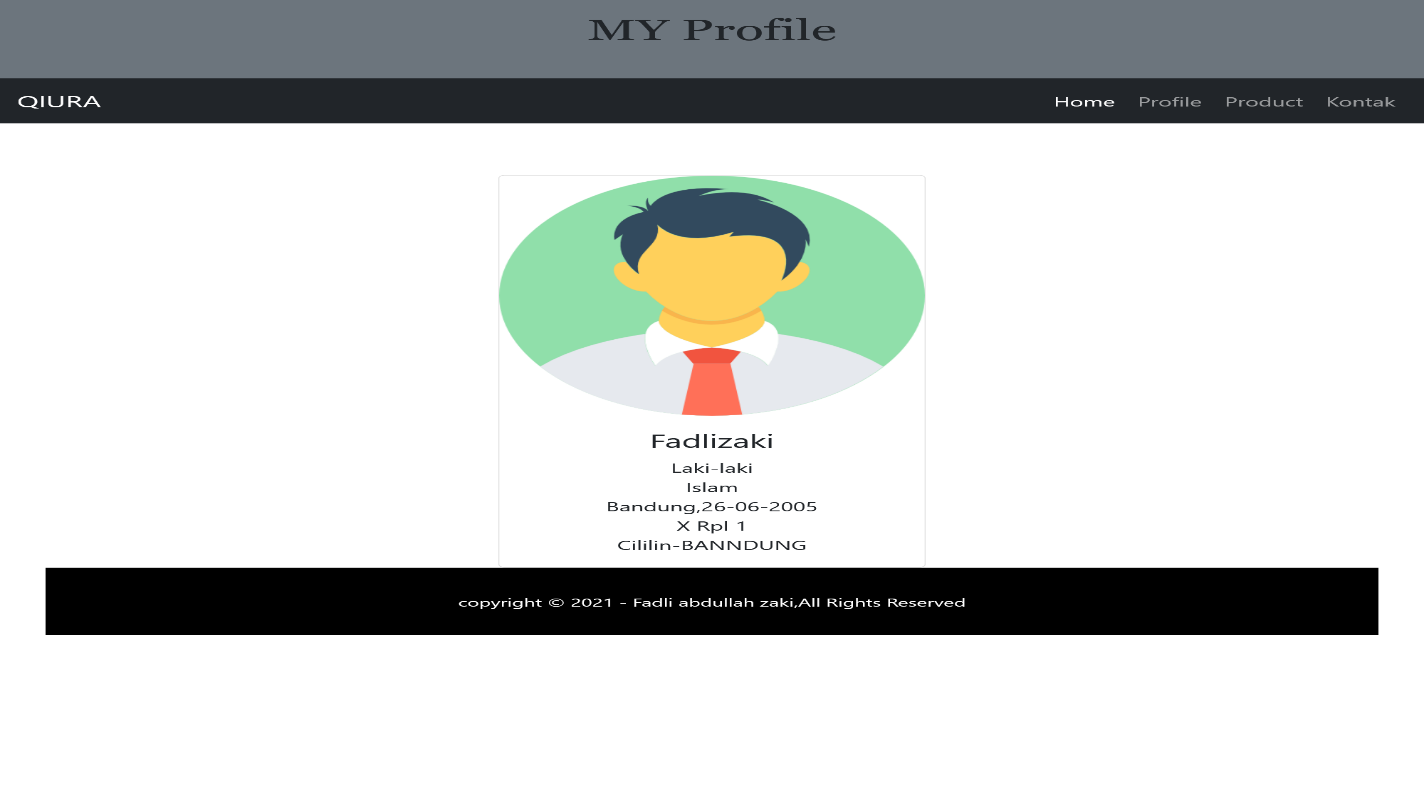 MY Profile
QIURA
Home Profile Product Kontak
Fadlizaki
Laki-laki
Islam
Bandung,26-06-2005
X Rpl 1
Cililin-BANNDUNG
copyright © 2021 - Fadli abdullah zaki,All Rights Reserved